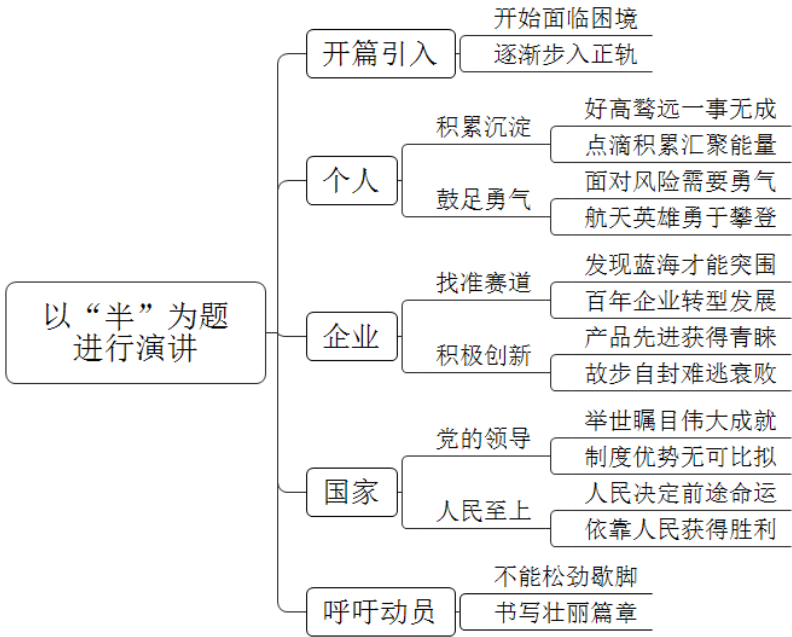 以“半”为题
进行演讲
开篇引入
开始面临困境
逐渐步入正轨
个人
积累沉淀
好高骛远一事无成
点滴积累汇聚能量
鼓足勇气
面对风险需要勇气
航天英雄勇于攀登
企业
找准赛道
发现蓝海才能突围
百年企业转型发展
积极创新
产品先进获得青睐
故步自封难逃衰败
国家
党的领导
举世瞩目伟大成就
制度优势无可比拟
人民至上
人民决定前途命运
依靠人民获得胜利
呼吁动员
不能松劲歇脚
书写壮丽篇章